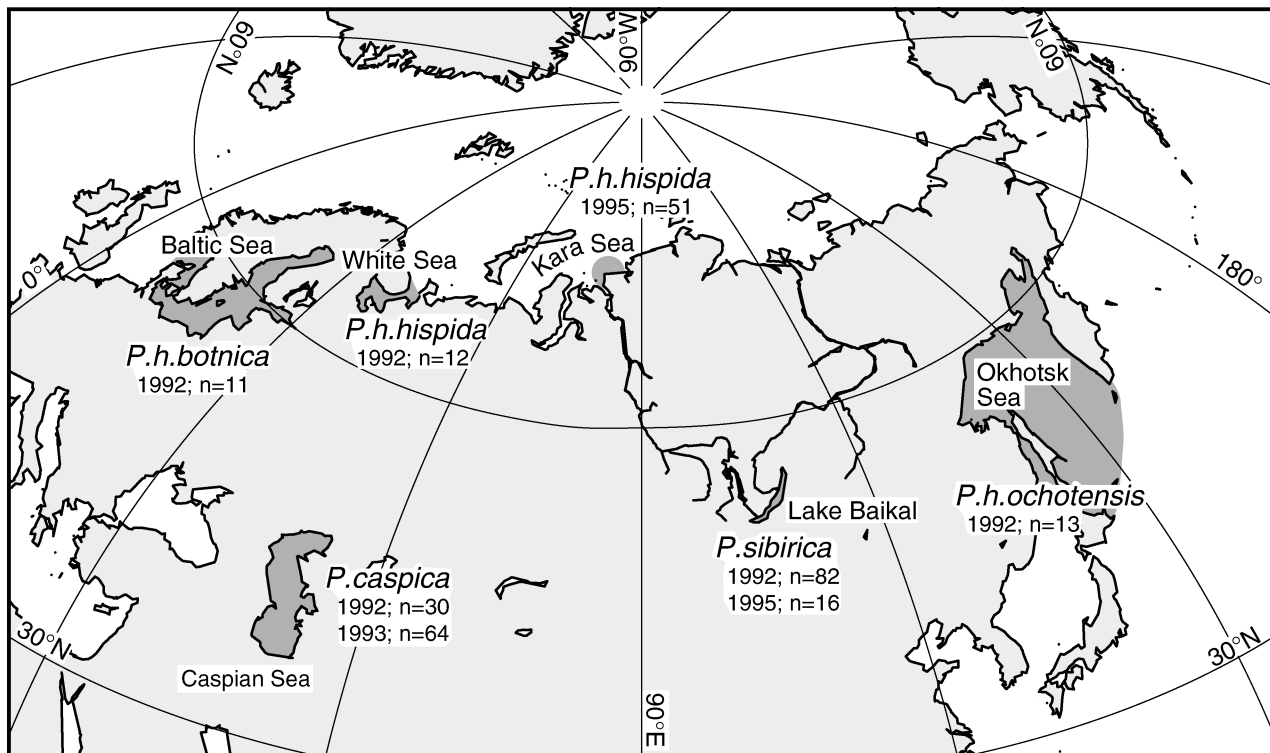 60°N
90°W
60°N
P.h.hispida
1995; n=51
Baltic Sea
White Sea
Kara Sea
0°
180°
P.h.hispida
1992; n=12
P.h.botnica
1992; n=11
Okhotsk
Sea
P.h.ochotensis
1992; n=13
Lake Baikal
P.sibirica
1992; n=82
1995; n=16
P.caspica
1992; n=30
1993; n=64
30°N
30°N
Caspian Sea
90°E